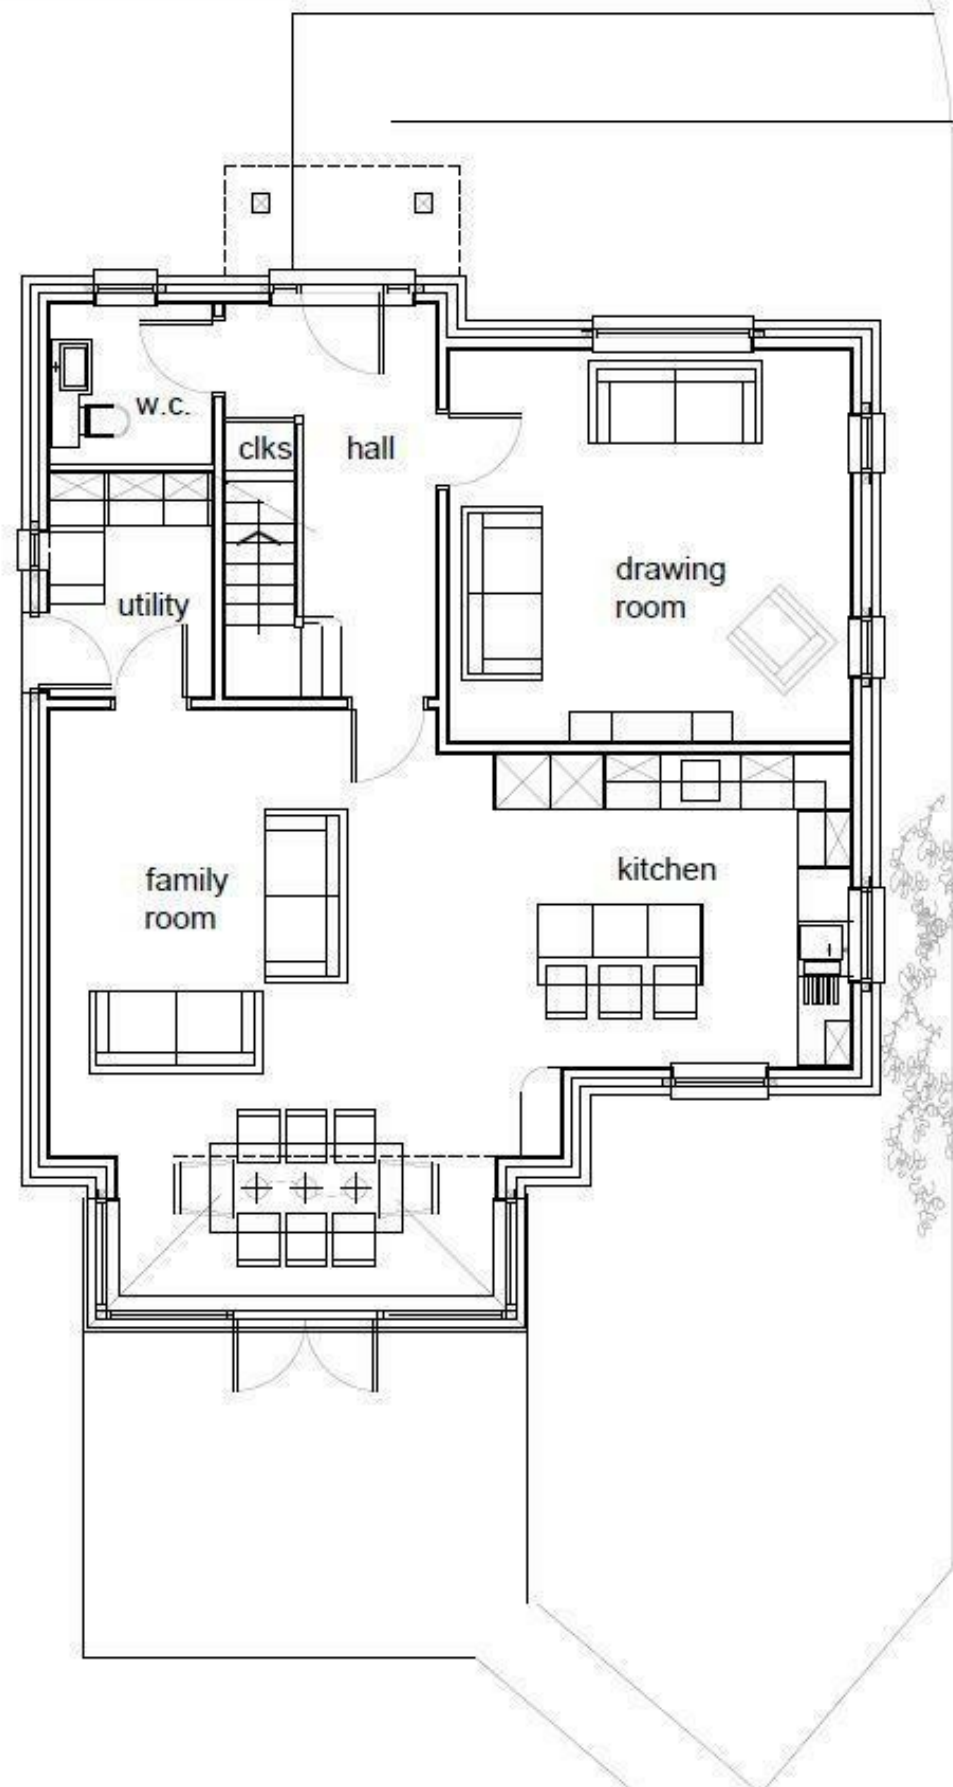 w.c.
clks
hall
drawing
room
utility
kitchen
family
room